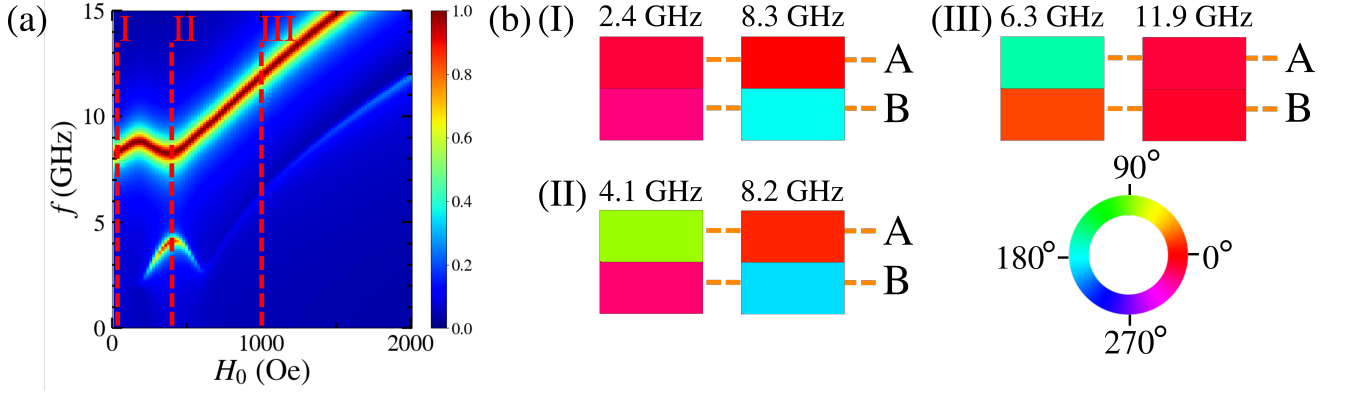 (a)
15
10
5
0
f (GHz)
I
II
III
0
1000
2000
H0 (Oe)
1.0
0.8
0.6
0.4
0.2
0.0
(b)
(I)
2.4 GHz
8.3 GHz
A
B
(II)
4.1 GHz
8.2 GHz
A
B
(III)
6.3 GHz
11.9 GHz
A
B
90°
180°
0°
270°